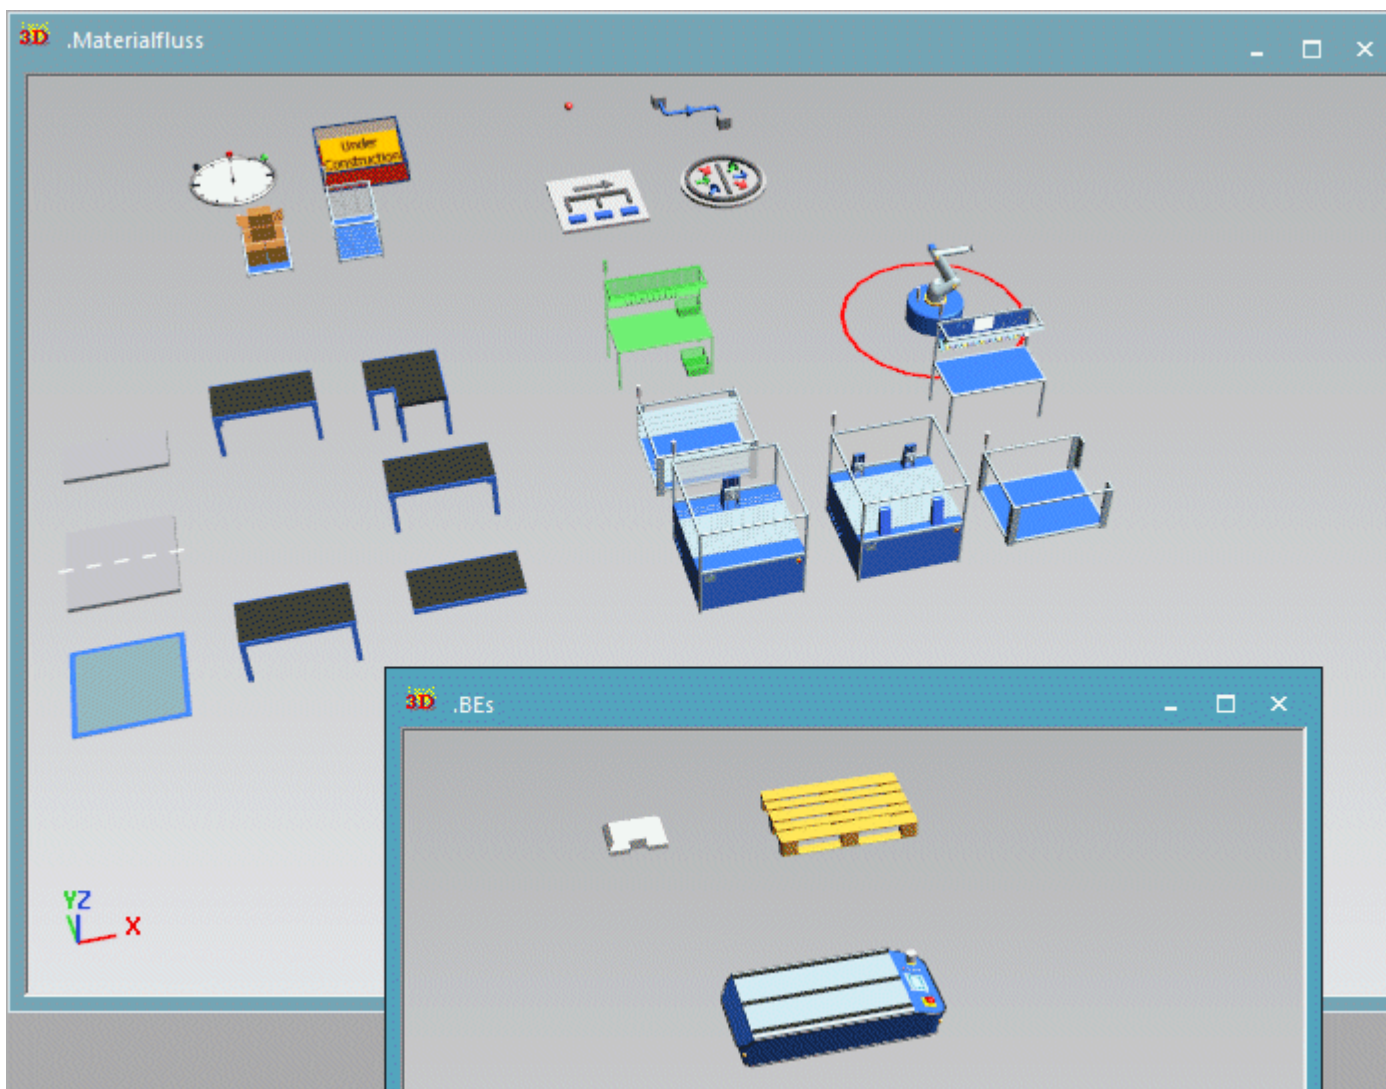 3D .Materialfluss
Under
Construction
YZ
X
3D .BEs